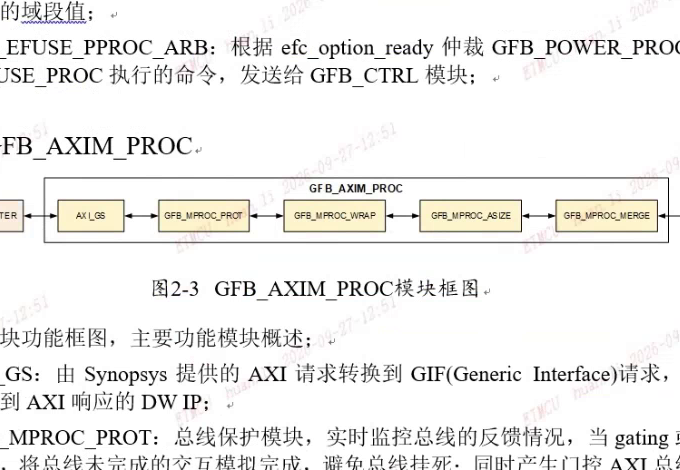 的域段值；
_EFUSE_PPROC_ARB：根据 efc_option_ready 仲裁 GFB_POWER_PROC
USE_PROC 执行的命令，发送给 GFB_CTRL 模块；
GFB_AXIM_PROC
GFB_AXIM_PROC
TER AXI_GS GFB_MPROC_PROT GFB_MPROC_WRAP GFB_MPROC_ASIZE GFB_MPROC_MERGE
图2-3 GFB_AXIM_PROC模块框图
块功能框图，主要功能模块概述；
_GS：由 Synopsys 提供的 AXI 请求转换到 GIF(Generic Interface)请求，
到 AXI 响应的 DW IP；
_MPROC_PROT：总线保护模块，实时监控总线的反馈情况，当 gating 或
，将总线未完成的交互模拟完成，避免总线挂死；同时产生门控 AXI 总线